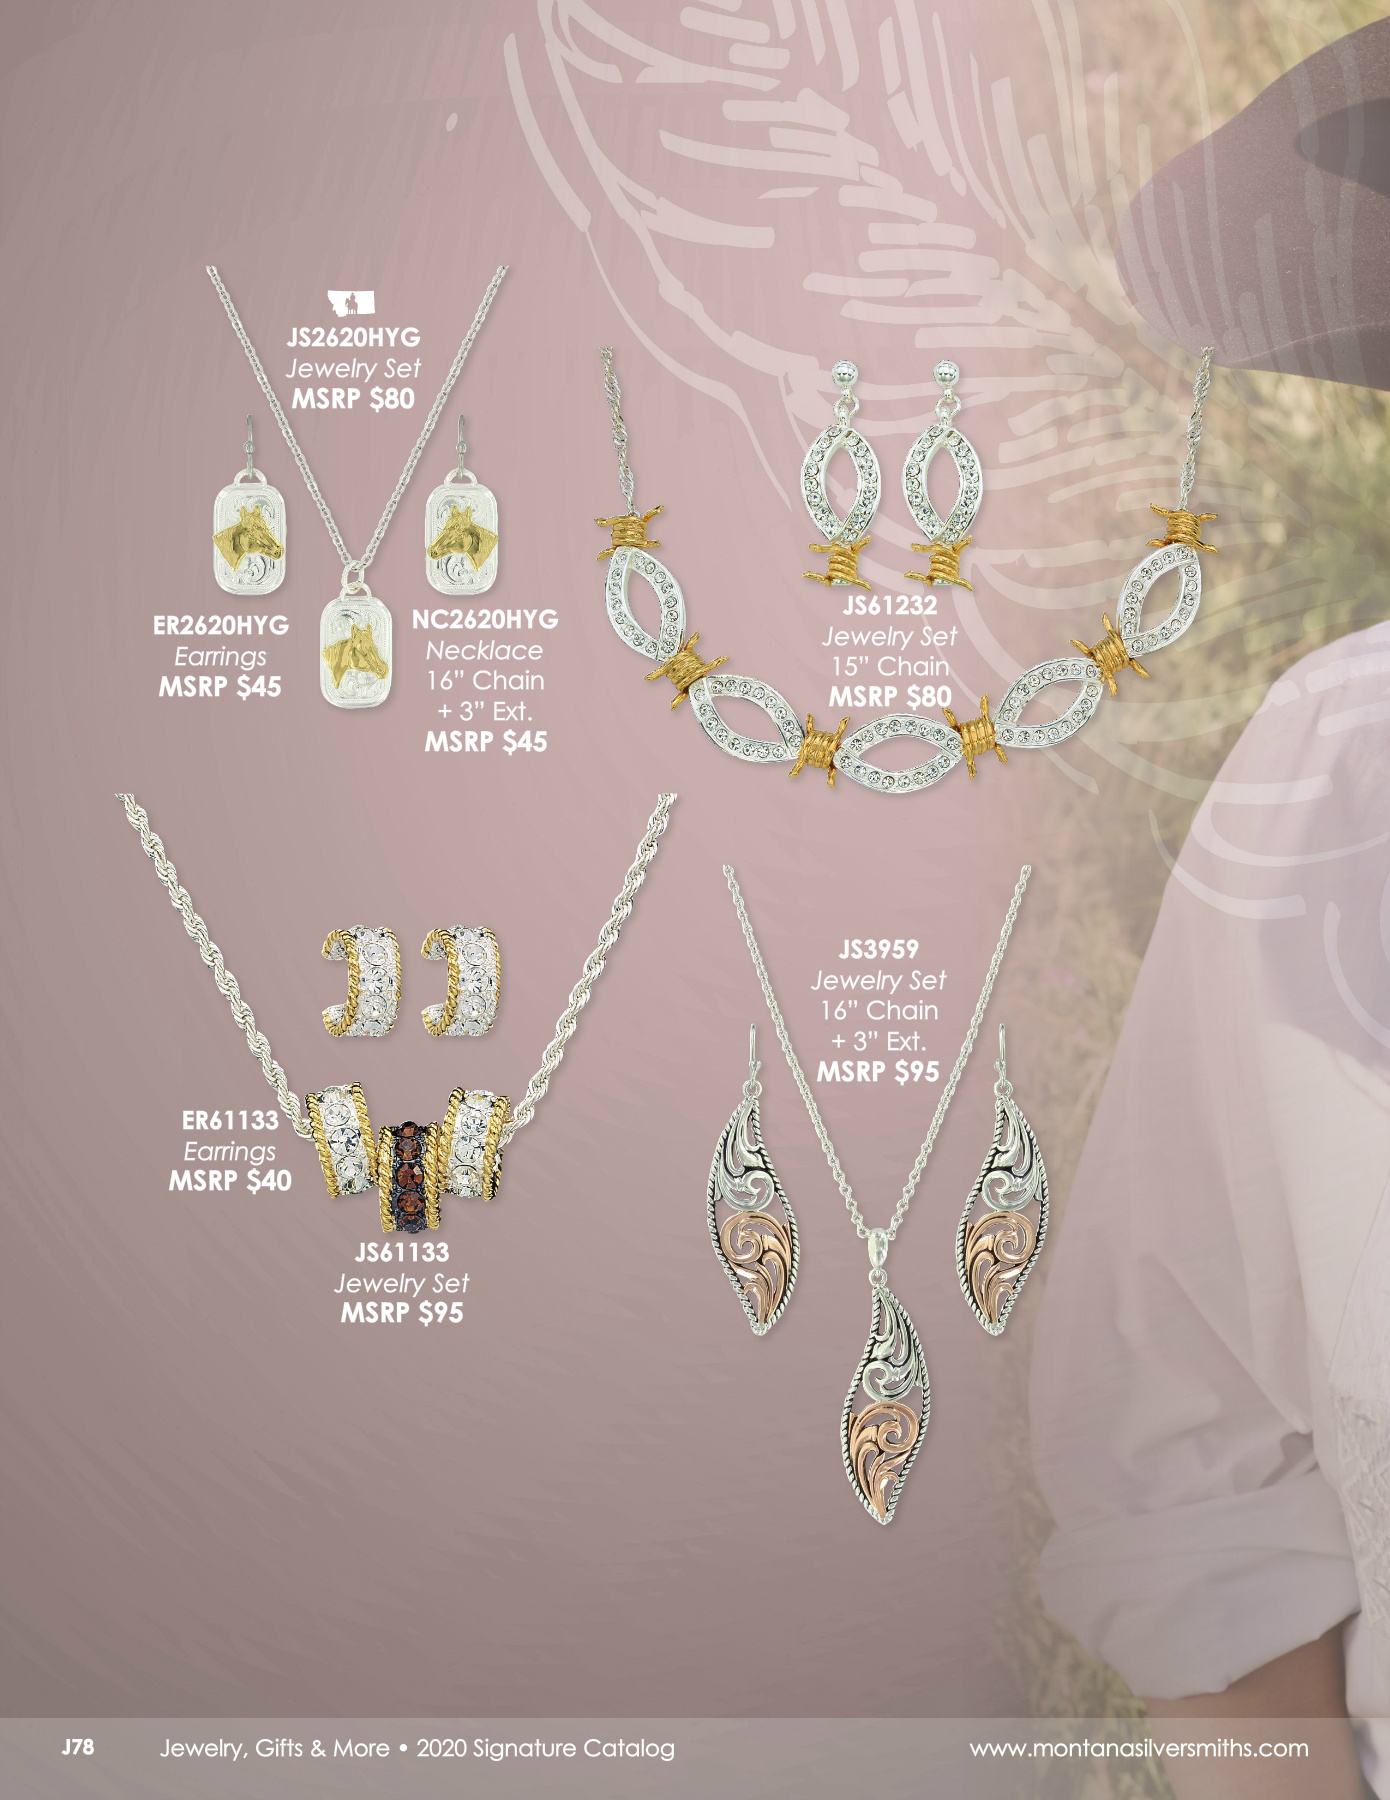 JS2620HYG
Jewelry Set
MSRP $80
ER2620HYG
Earrings
MSRP $45
NC2620HYG
Necklace
16” Chain
+ 3” Ext.
MSRP $45
JS61232
Jewelry Set
15” Chain
MSRP $80
ER61133
Earrings
MSRP $40
JS61133
Jewelry Set
MSRP $95
JS3959
Jewelry Set
16” Chain
+ 3” Ext.
MSRP $95
J78
Jewelry, Gifts & More • 2020 Signature Catalog
www.montanasilversmiths.com